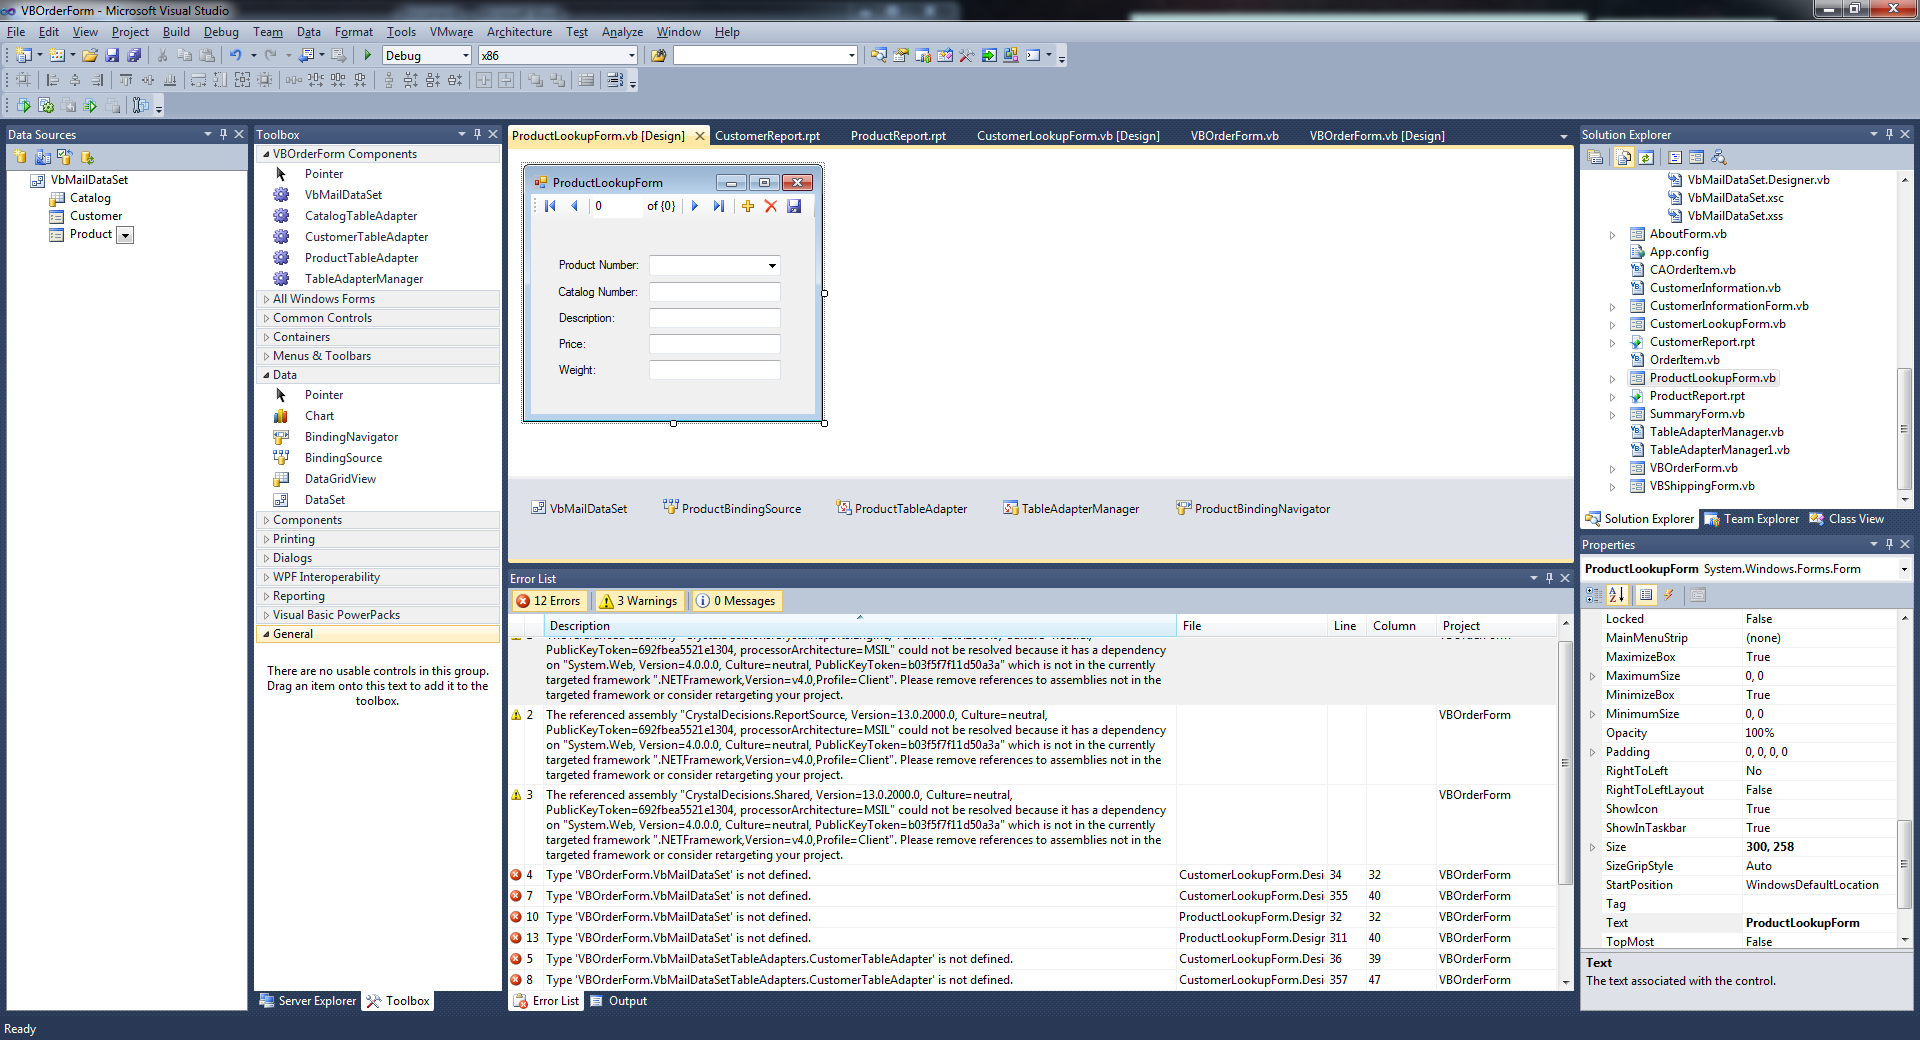 VBOrderForm - Microsoft Visual Studio
File Edit View Project Build Debug Team Data Format Tools VMware Architecture Test Analyze Window Help
Debug x86
Data Sources
VbMailDataSet
Catalog
Customer
Product
Toolbox
VBOrderForm Components
Pointer
VbMailDataSet
CatalogTableAdapter
CustomerTableAdapter
ProductTableAdapter
TableAdapterManager
All Windows Forms
Common Controls
Containers
Menus & Toolbars
Data
Pointer
Chart
BindingNavigator
BindingSource
DataGridView
DataSet
Components
Printing
Dialogs
WPF Interoperability
Reporting
Visual Basic PowerPacks
General
There are no usable controls in this group.
Drag an item onto this text to add it to the
toolbox.
Server Explorer Toolbox
ProductLookupForm.vb [Design] CustomerReport.rpt ProductReport.rpt CustomerLookupForm.vb [Design] VBOrderForm.vb VBOrderForm.vb [Design]
ProductLookupForm
0 of {0}
Product Number:
Catalog Number:
Description:
Price:
Weight:
VbMailDataSet ProductBindingSource ProductTableAdapter TableAdapterManager ProductBindingNavigator
Error List
12 Errors 3 Warnings 0 Messages
Description File Line Column Project
PublicKeyToken=692fbea5521e1304, processorArchitecture=MSIL" could not be resolved because it has a dependency
on "System.Web, Version=4.0.0.0, Culture=neutral, PublicKeyToken=b03f5f7f11d50a3a" which is not in the currently
targeted framework ".NETFramework,Version=v4.0,Profile=Client". Please remove references to assemblies not in the
targeted framework or consider retargeting your project.
2 The referenced assembly "CrystalDecisions.ReportSource, Version=13.0.2000.0, Culture=neutral, VBOrderForm
PublicKeyToken=692fbea5521e1304, processorArchitecture=MSIL" could not be resolved because it has a dependency
on "System.Web, Version=4.0.0.0, Culture=neutral, PublicKeyToken=b03f5f7f11d50a3a" which is not in the currently
targeted framework ".NETFramework,Version=v4.0,Profile=Client". Please remove references to assemblies not in the
targeted framework or consider retargeting your project.
3 The referenced assembly "CrystalDecisions.Shared, Version=13.0.2000.0, Culture=neutral, VBOrderForm
PublicKeyToken=692fbea5521e1304, processorArchitecture=MSIL" could not be resolved because it has a dependency
on "System.Web, Version=4.0.0.0, Culture=neutral, PublicKeyToken=b03f5f7f11d50a3a" which is not in the currently
targeted framework ".NETFramework,Version=v4.0,Profile=Client". Please remove references to assemblies not in the
targeted framework or consider retargeting your project.
4 Type 'VBOrderForm.VbMailDataSet' is not defined. CustomerLookupForm.Desi 34 32 VBOrderForm
7 Type 'VBOrderForm.VbMailDataSet' is not defined. CustomerLookupForm.Desi 355 40 VBOrderForm
10 Type 'VBOrderForm.VbMailDataSet' is not defined. ProductLookupForm.Design 32 32 VBOrderForm
13 Type 'VBOrderForm.VbMailDataSet' is not defined. ProductLookupForm.Design 311 40 VBOrderForm
5 Type 'VBOrderForm.VbMailDataSetTableAdapters.CustomerTableAdapter' is not defined. CustomerLookupForm.Desi 36 39 VBOrderForm
8 Type 'VBOrderForm.VbMailDataSetTableAdapters.CustomerTableAdapter' is not defined. CustomerLookupForm.Desi 357 47 VBOrderForm
Error List Output
Solution Explorer
VbMailDataSet.Designer.vb
VbMailDataSet.xsc
VbMailDataSet.xss
AboutForm.vb
App.config
CAOrderItem.vb
CustomerInformation.vb
CustomerInformationForm.vb
CustomerLookupForm.vb
CustomerReport.rpt
OrderItem.vb
ProductLookupForm.vb
ProductReport.rpt
SummaryForm.vb
TableAdapterManager.vb
TableAdapterManager1.vb
VBOrderForm.vb
VBShippingForm.vb
Solution Explorer Team Explorer Class View
Properties
ProductLookupForm System.Windows.Forms.Form
Locked False
MainMenuStrip (none)
MaximizeBox True
MaximumSize 0, 0
MinimizeBox True
MinimumSize 0, 0
Opacity 100%
Padding 0, 0, 0, 0
RightToLeft No
RightToLeftLayout False
ShowIcon True
ShowInTaskbar True
Size 300, 258
SizeGripStyle Auto
StartPosition WindowsDefaultLocation
Tag
Text ProductLookupForm
TopMost False
Text
The text associated with the control.
Ready